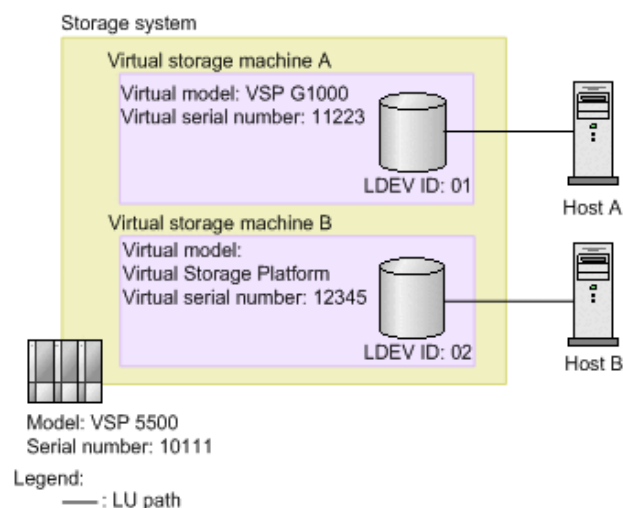 Storage system
Virtual storage machine A
Virtual model: VSP G1000
Virtual serial number: 11223
LDEV ID: 01
Host A
Virtual storage machine B
Virtual model:
Virtual Storage Platform
Virtual serial number: 12345
LDEV ID: 02
Host B
Model: VSP 5500
Serial number: 10111
Legend:
: LU path